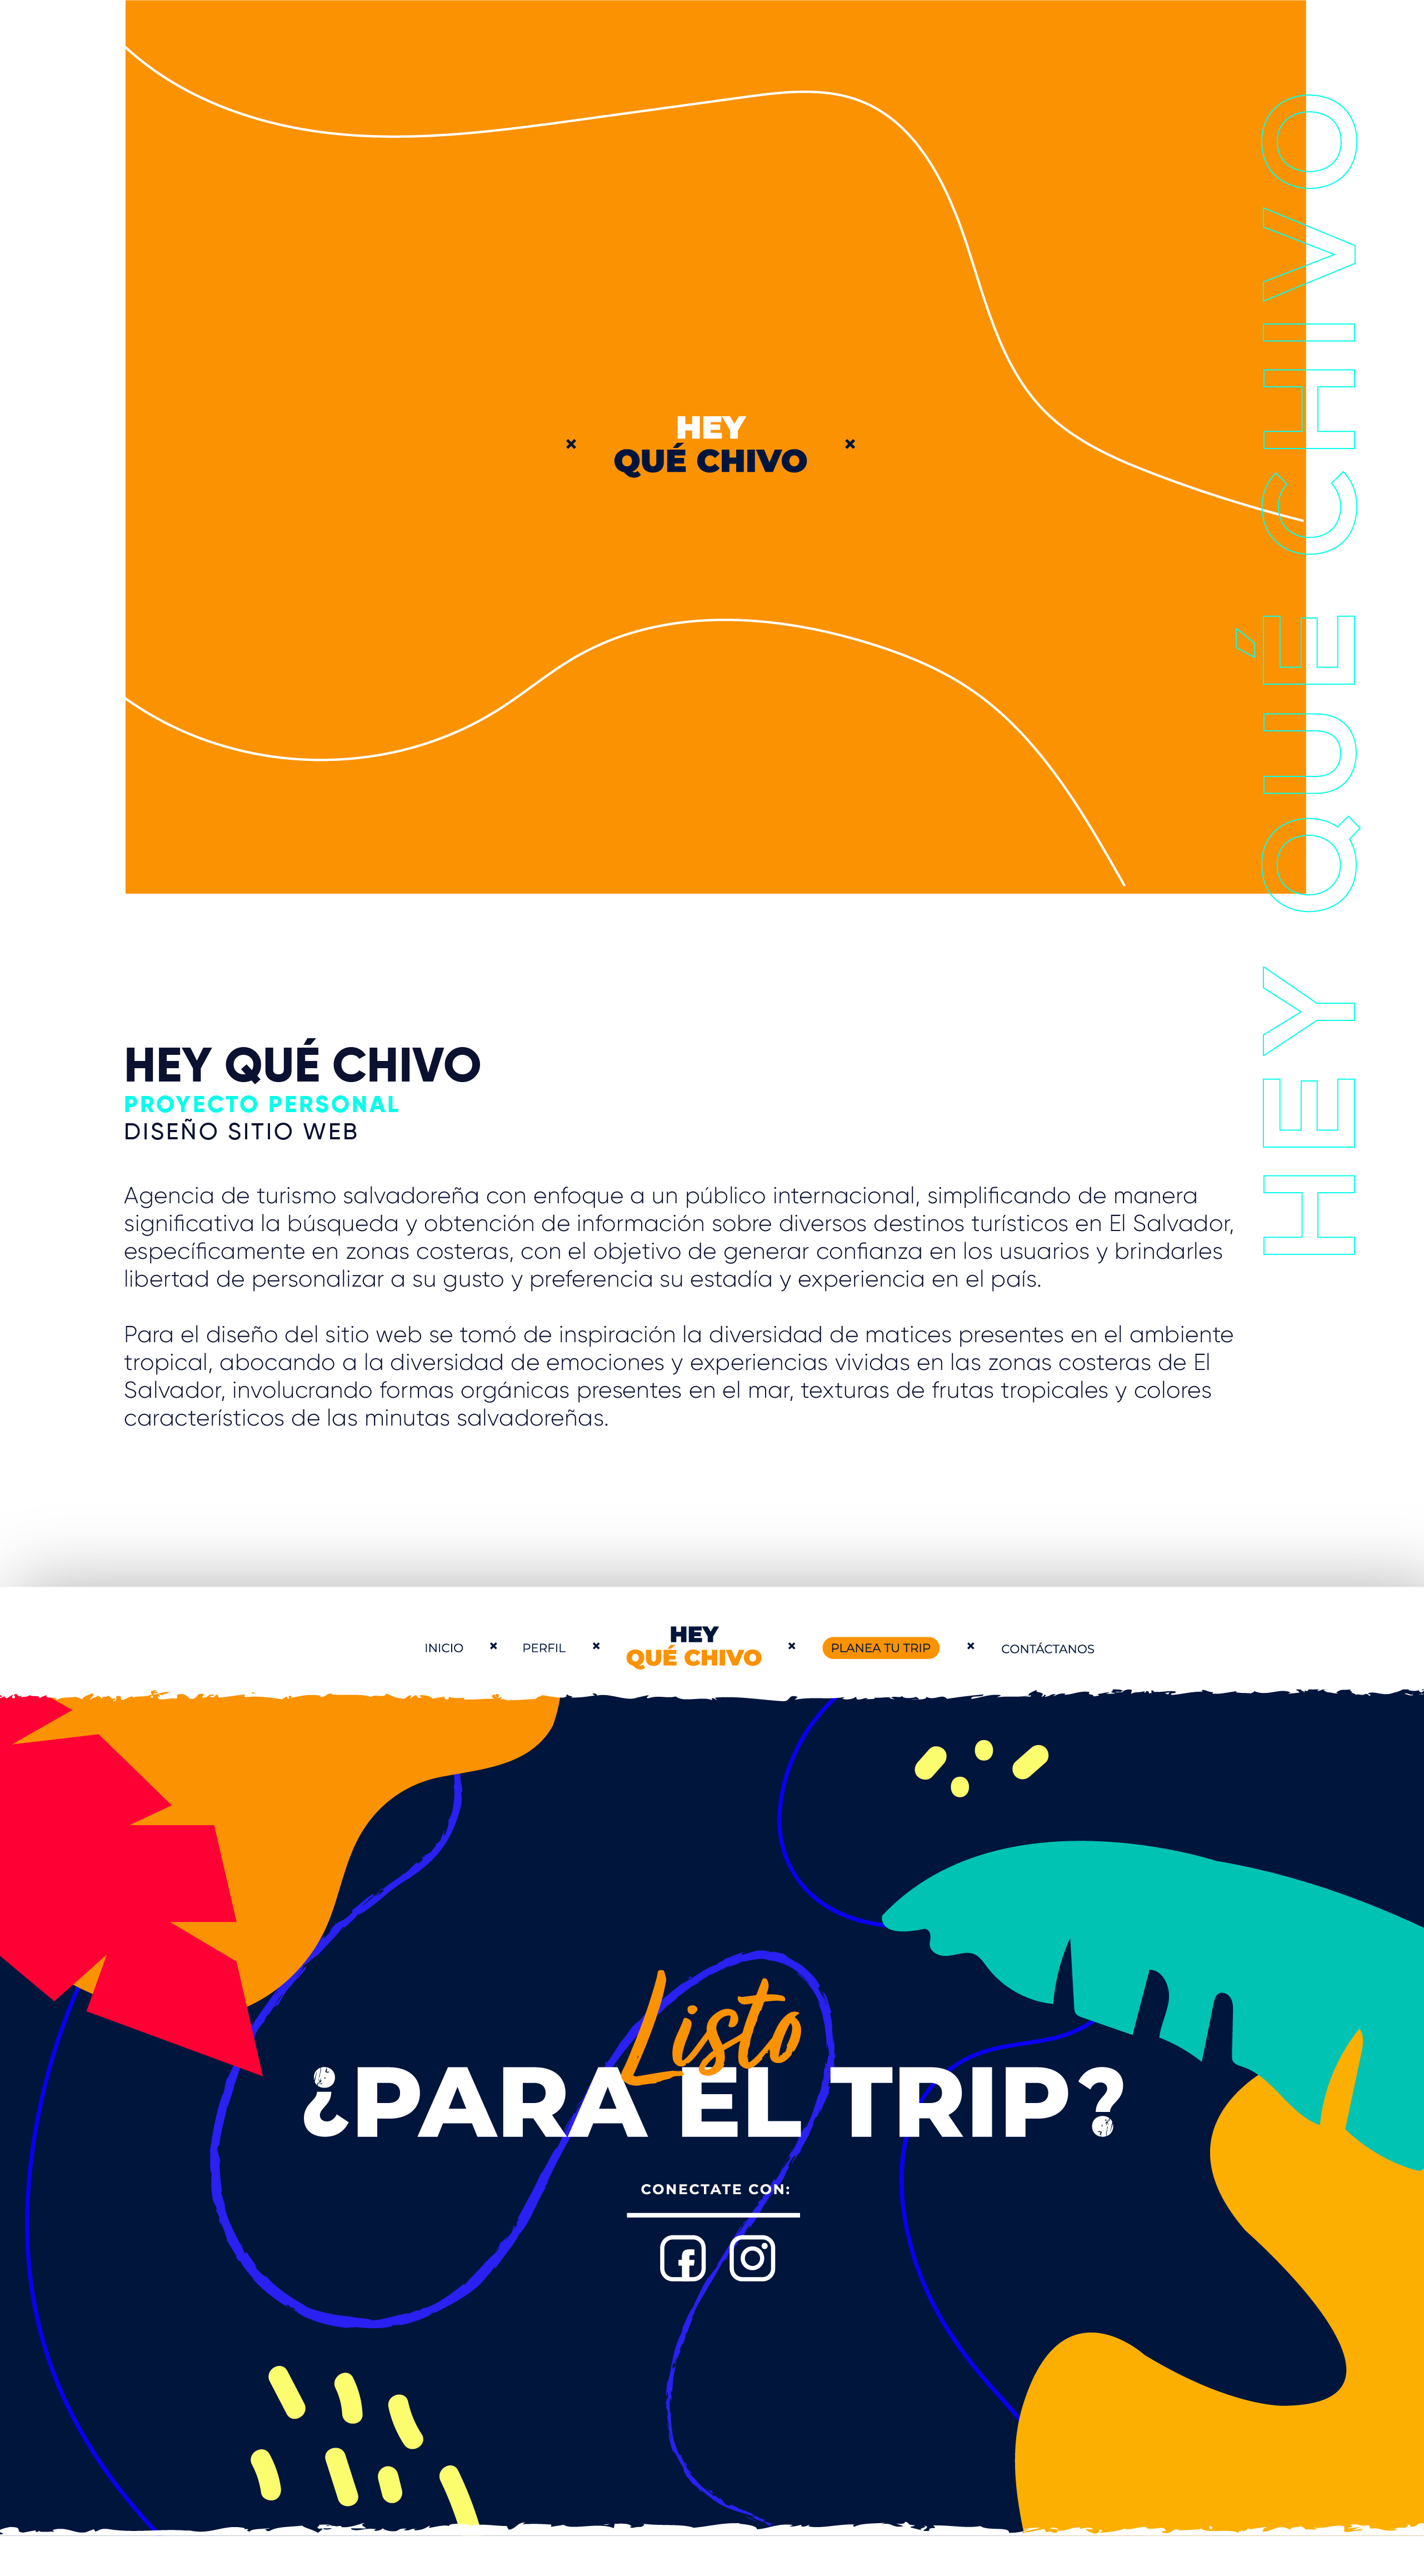 HEY
QUÉ CHIVO
HEY QUÉ CHIVO
HEY QUÉ CHIVO
PROYECTO PERSONAL
DISEÑO SITIO WEB
Agencia de turismo salvadoreña con enfoque a un público internacional, simplificando de manera
significativa la búsqueda y obtención de información sobre diversos destinos turísticos en El Salvador,
específicamente en zonas costeras, con el objetivo de generar confianza en los usuarios y brindarles
libertad de personalizar a su gusto y preferencia su estadía y experiencia en el país.
Para el diseño del sitio web se tomó de inspiración la diversidad de matices presentes en el ambiente
tropical, abocando a la diversidad de emociones y experiencias vividas en las zonas costeras de El
Salvador, involucrando formas orgánicas presentes en el mar, texturas de frutas tropicales y colores
característicos de las minutas salvadoreñas.
INICIO
PERFIL
HEY
QUÉ CHIVO
PLANEA TU TRIP
CONTÁCTANOS
Listo
¿PARA EL TRIP?
CONECTATE CON: